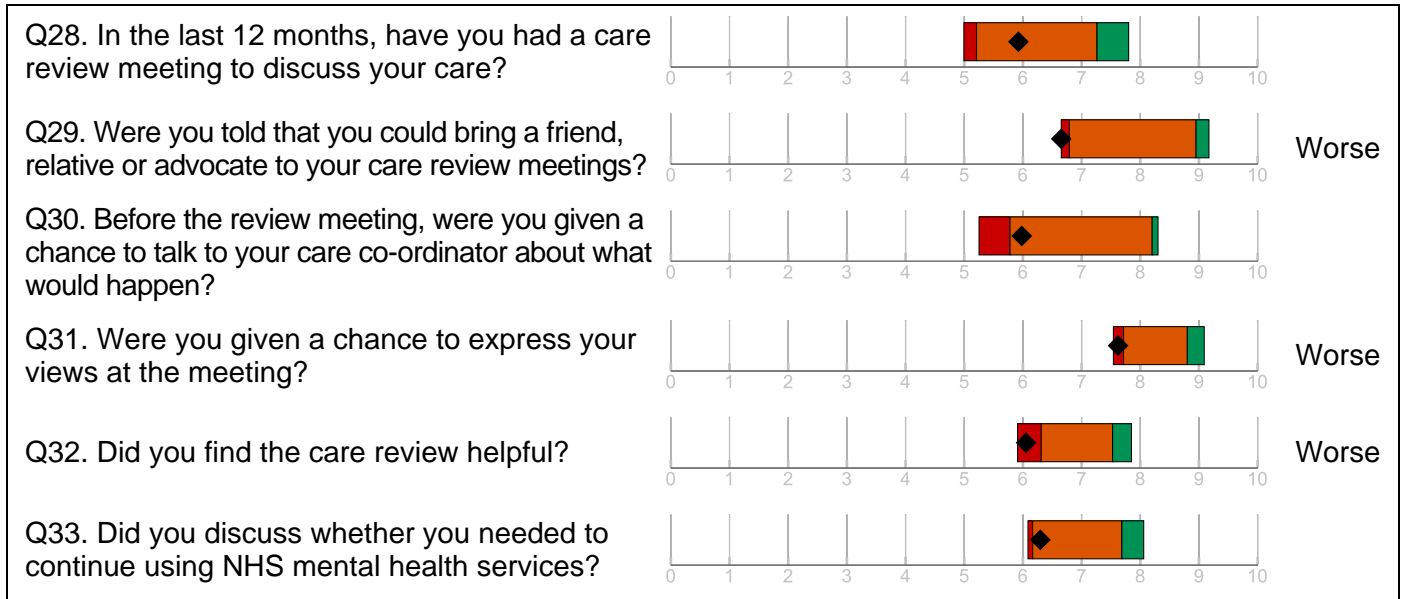 Q28. In the last 12 months, have you had a care
review meeting to discuss your care?
0 1 2 3 4 5 6 7 8 9 10
Q29. Were you told that you could bring a friend,
relative or advocate to your care review meetings?
Worse
0 1 2 3 4 5 6 7 8 9 10
Q30. Before the review meeting, were you given a
chance to talk to your care co-ordinator about what
would happen?
0 1 2 3 4 5 6 7 8 9 10
Q31. Were you given a chance to express your
views at the meeting?
Worse
0 1 2 3 4 5 6 7 8 9 10
Q32. Did you find the care review helpful?
Worse
0 1 2 3 4 5 6 7 8 9 10
Q33. Did you discuss whether you needed to
continue using NHS mental health services?
0 1 2 3 4 5 6 7 8 9 10